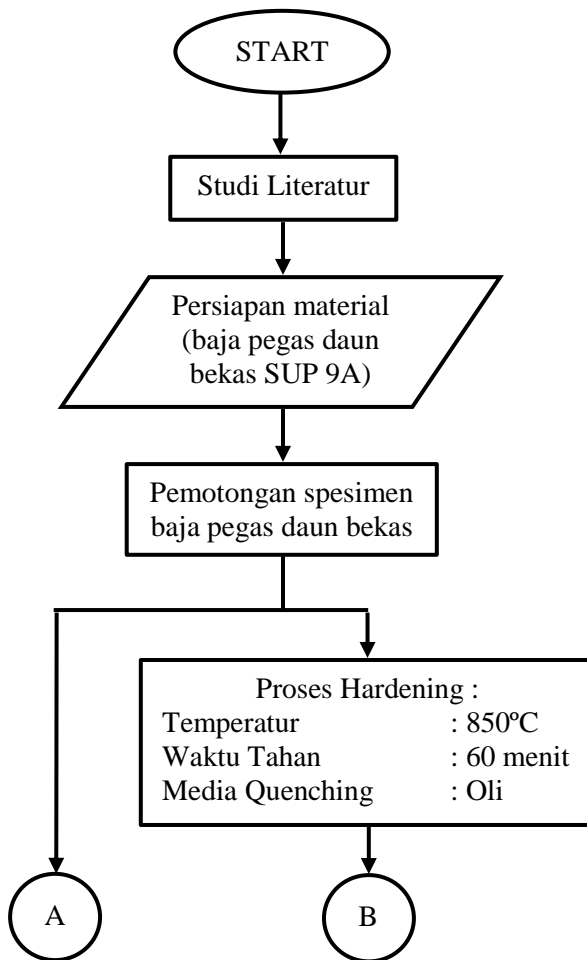 START
Studi Literatur
Persiapan material
(baja pegas daun
bekas SUP 9A)
Pemotongan spesimen
baja pegas daun bekas
Proses Hardening :
Temperatur : 850ºC
Waktu Tahan : 60 menit
Media Quenching : Oli
A
B